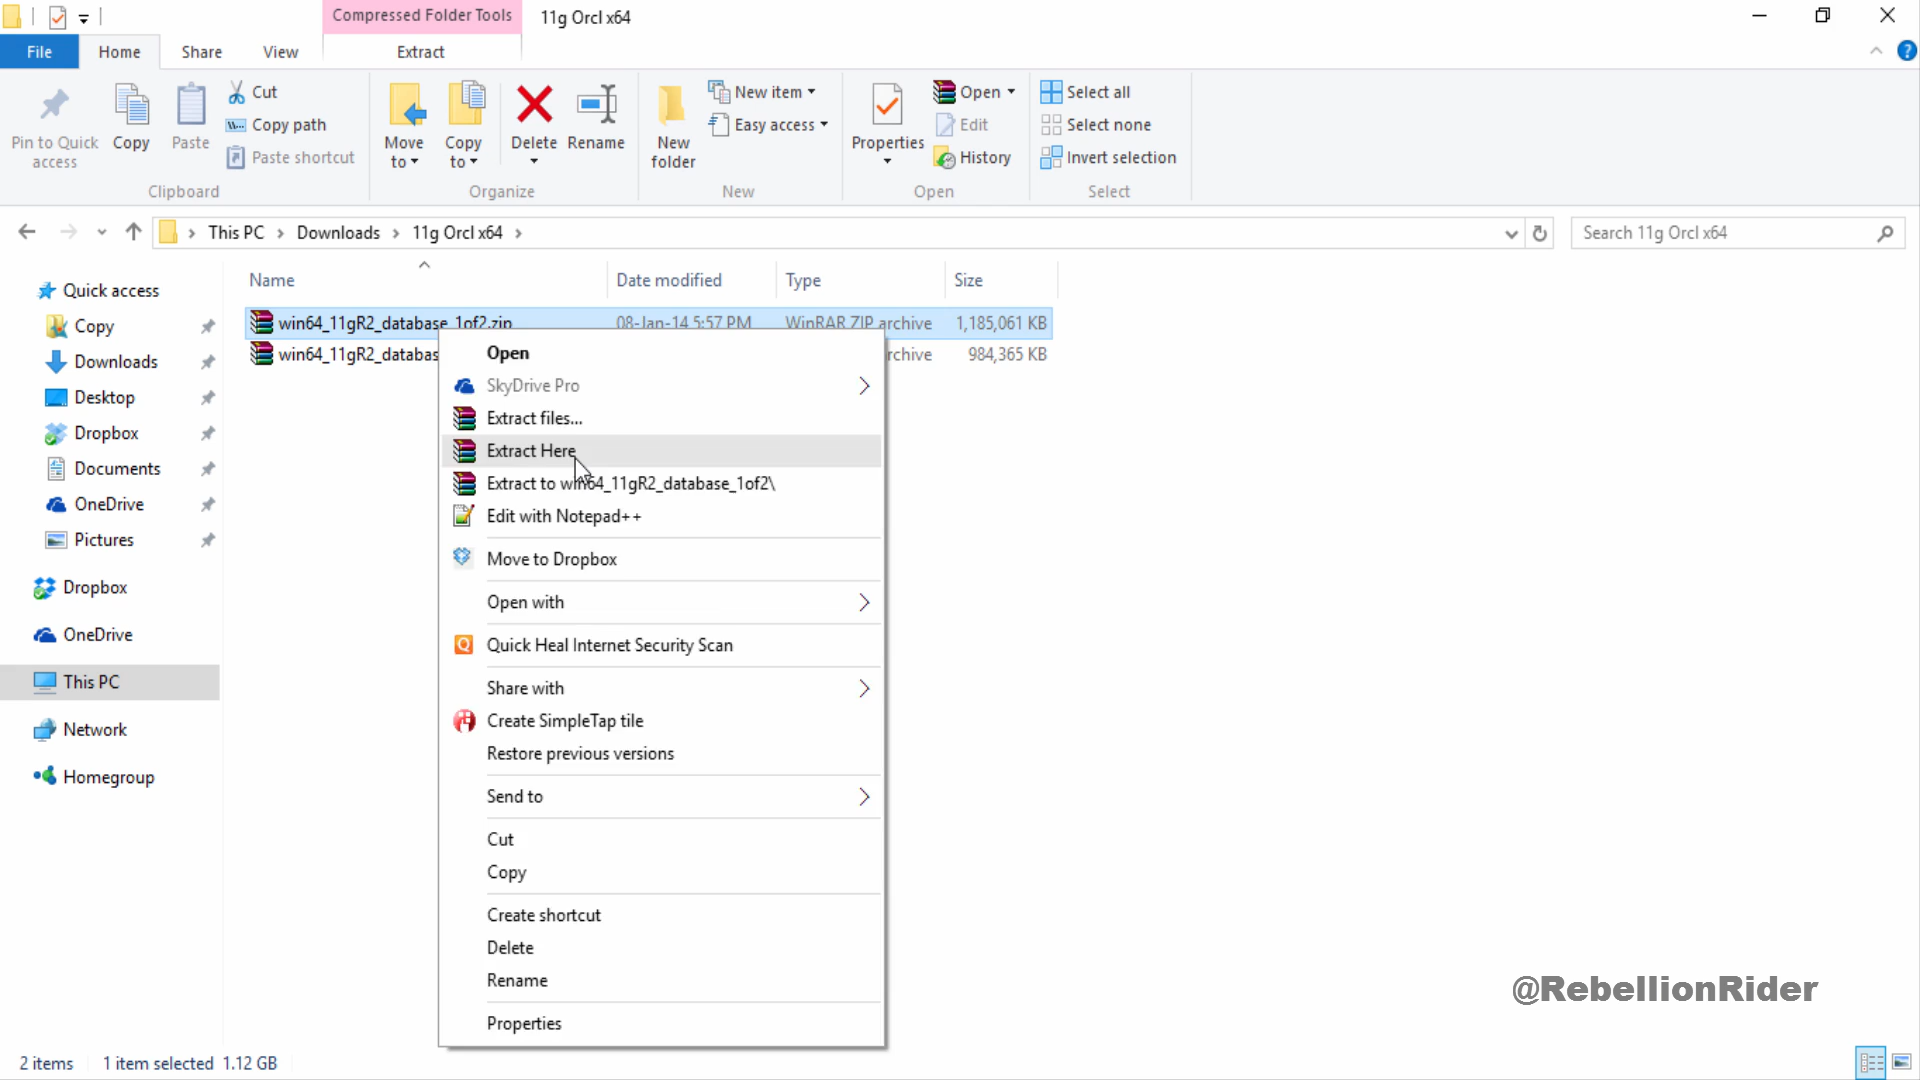 Compressed Folder Tools 11g Orcl x64
File Home Share View Extract
Pin to Quick access
Copy
Paste
Cut
Copy path
Paste shortcut
Clipboard
Move to
Copy to
Delete
Rename
Organize
New folder
New item
Easy access
New
Properties
Open
Edit
History
Open
Select all
Select none
Invert selection
Select
This PC Downloads 11g Orcl x64
Search 11g Orcl x64
Quick access
Copy
Downloads
Desktop
Dropbox
Documents
OneDrive
Pictures
Dropbox
OneDrive
This PC
Network
Homegroup
Name Date modified Type Size
win64_11gR2_database_1of2.zip 08-Jan-14 5:57 PM WinRAR ZIP archive 1,185,061 KB
win64_11gR2_databas rchive 984,365 KB
Open
SkyDrive Pro
Extract files...
Extract Here
Extract to win64_11gR2_database_1of2\
Edit with Notepad++
Move to Dropbox
Open with
Quick Heal Internet Security Scan
Share with
Create SimpleTap tile
Restore previous versions
Send to
Cut
Copy
Create shortcut
Delete
Rename
Properties
@RebellionRider
2 items 1 item selected 1.12 GB